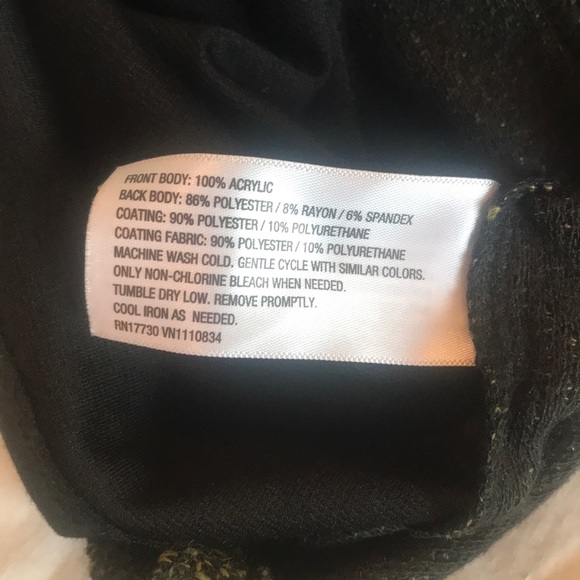 FRONT BODY: 100% ACRYLIC
BACK BODY: 86% POLYESTER / 8% RAYON / 6% SPANDEX
COATING: 90% POLYESTER / 10% POLYURETHANE
COATING FABRIC: 90% POLYESTER / 10% POLYURETHANE
MACHINE WASH COLD. GENTLE CYCLE WITH SIMILAR COLORS.
ONLY NON-CHLORINE BLEACH WHEN NEEDED.
TUMBLE DRY LOW. REMOVE PROMPTLY.
COOL IRON AS NEEDED.
RN17730 VN1110834